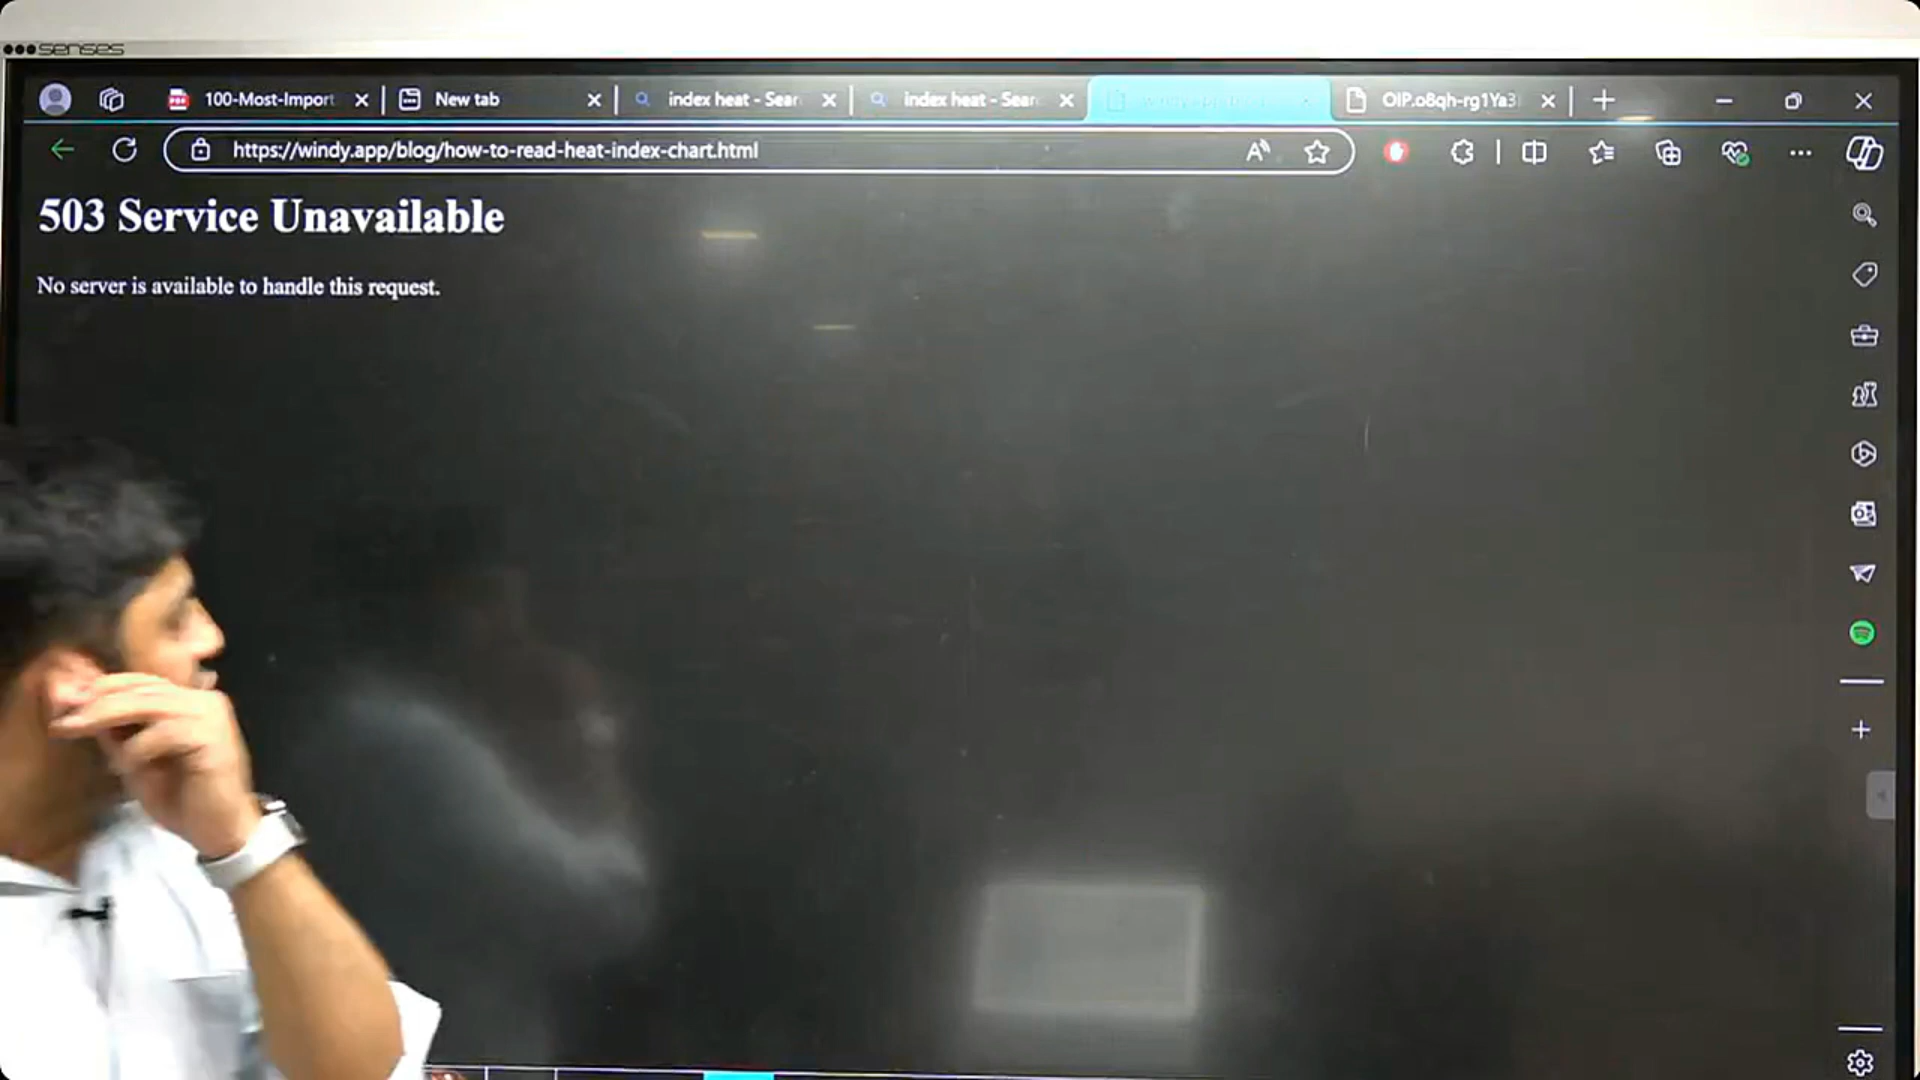 senses
100-Most-Import
New tab
index heat - Sear
index heat - Sear
OIP.o8qh-rg1Ya3
https://windy.app/blog/how-to-read-heat-index-chart.html
503 Service Unavailable
No server is available to handle this request.